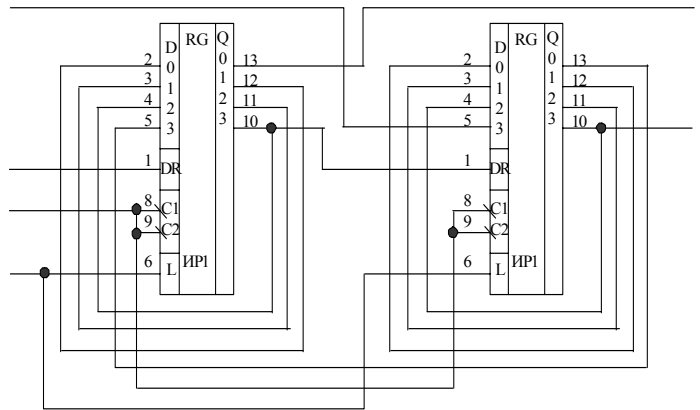 D RG Q
2 0 0 13
3 1 1 12
4 2 2 11
5 3 3 10
1 DR
8 C1
9 C2
6 L ИР1
D RG Q
2 0 0 13
3 1 1 12
4 2 2 11
5 3 3 10
1 DR
8 C1
9 C2
6 L ИР1